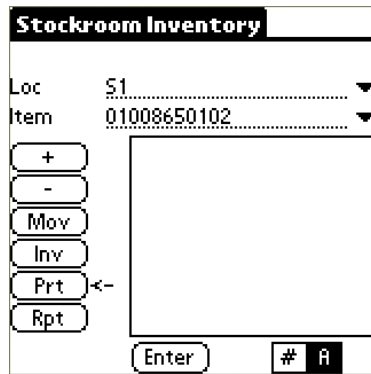 Stockroom Inventory
Loc S1
Item 01008650102
+
-
Mov
Inv
Prt <-
Rpt
Enter # A